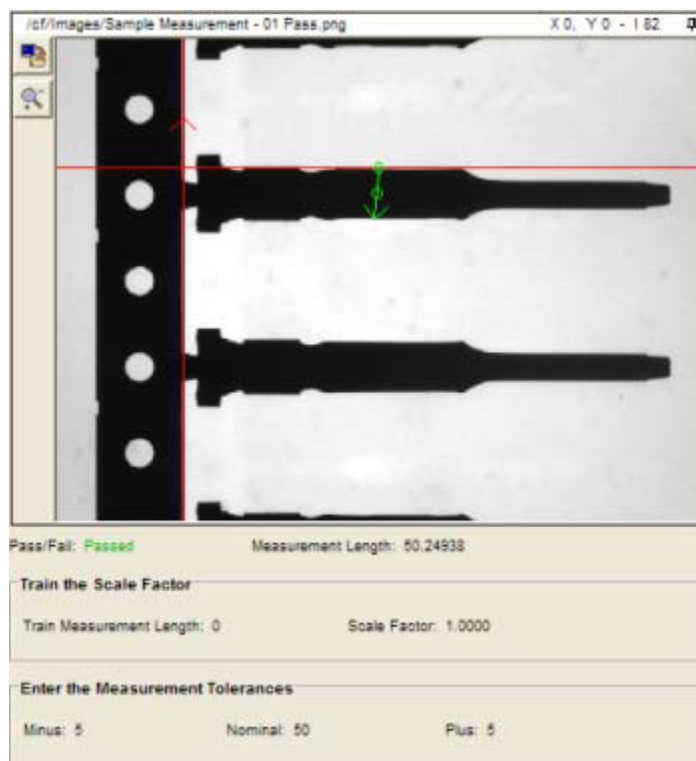 /cf/Images/Sample Measurement - 01 Pass.png X 0, Y 0 - I 82
Pass/Fail: Passed Measurement Length: 50.24938
Train the Scale Factor
Train Measurement Length: 0 Scale Factor: 1.0000
Enter the Measurement Tolerances
Minus: 5 Nominal: 50 Plus: 5